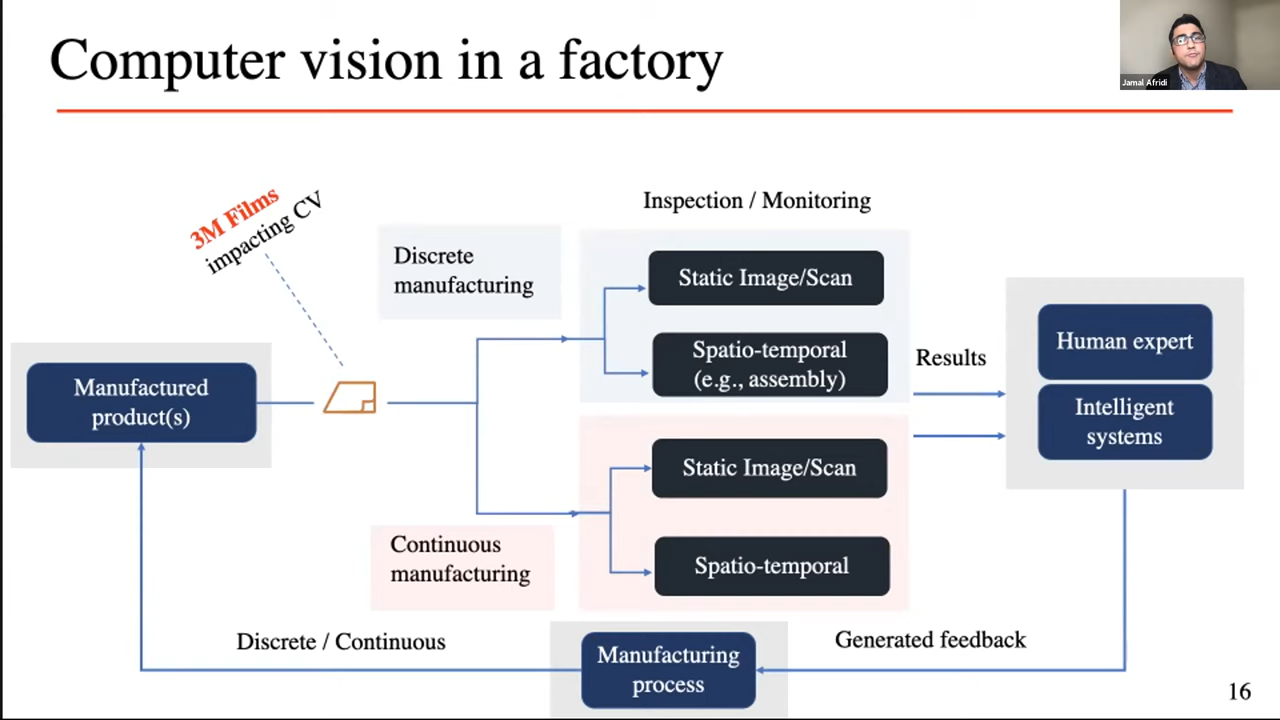 Computer vision in a factory
Jamal Afridi
3M Films
impacting CV
Inspection / Monitoring
Discrete
manufacturing
Static Image/Scan
Spatio-temporal
(e.g., assembly)
Manufactured
product(s)
Results
Human expert
Intelligent
systems
Static Image/Scan
Spatio-temporal
Continuous
manufacturing
Discrete / Continuous
Manufacturing
process
Generated feedback
16